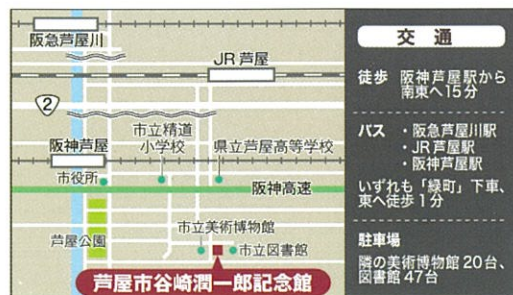 阪急芦屋川
JR 芦屋
2
阪神芦屋
市立精道
小学校
県立芦屋高等学校
市役所
阪神高速
芦屋公園
市立美術博物館
市立図書館
芦屋市谷崎潤一郎記念館
交通
徒歩 阪神芦屋駅から
南東へ15分
バス ・阪急芦屋川駅
・JR芦屋駅
・阪神芦屋駅
いずれも「緑町」下車、
東へ徒歩1分
駐車場
隣の美術博物館20台、
図書館47台